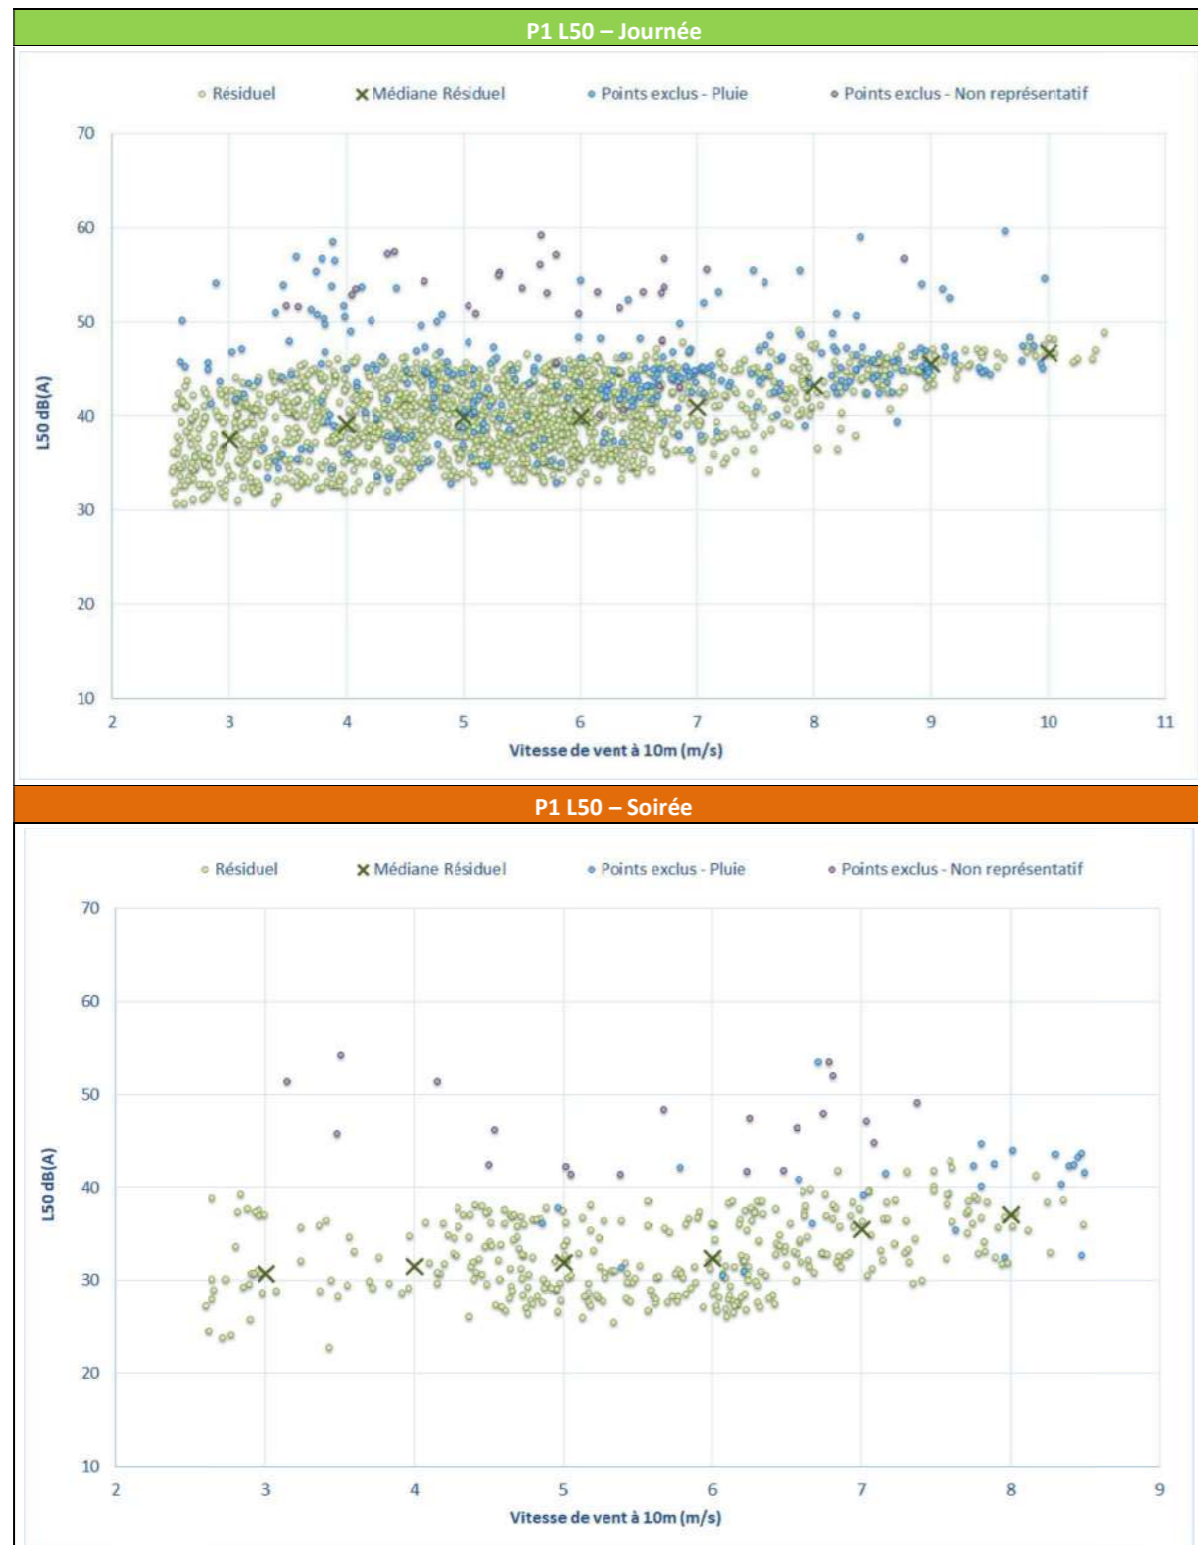 P1 L50 – Journée
Résiduel Médiane Résiduel Points exclus - Pluie Points exclus - Non représentatif
70
60
50
40
30
20
10
L50 dB(A)
2 3 4 5 6 7 8 9 10 11
Vitesse de vent à 10m (m/s)
P1 L50 – Soirée
Résiduel Médiane Résiduel Points exclus - Pluie Points exclus - Non représentatif
70
60
50
40
30
20
10
L50 dB(A)
2 3 4 5 6 7 8 9
Vitesse de vent à 10m (m/s)